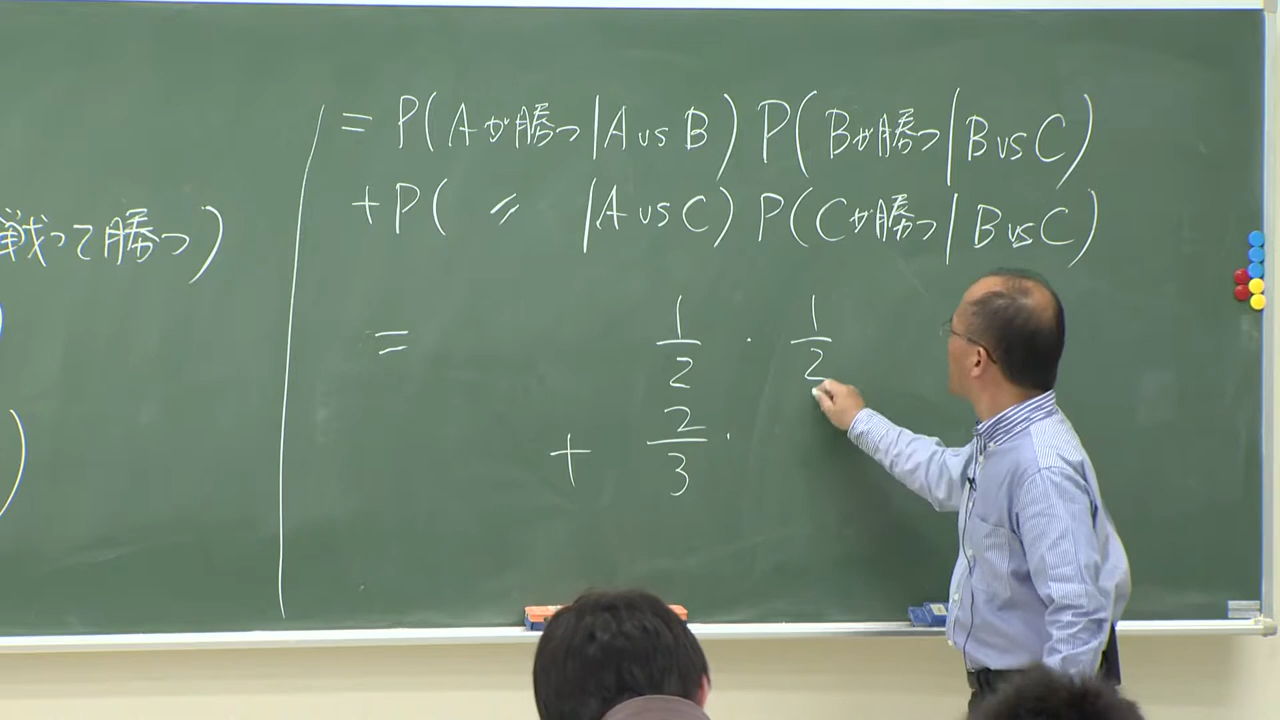 = P(Aが勝つ|A vs B) P(Bが勝つ|B vs C)
+ P( 〃 |A vs C) P(Cが勝つ|B vs C)
戦って勝つ)
= 1/2 · 1/2
+ 2/3 ·